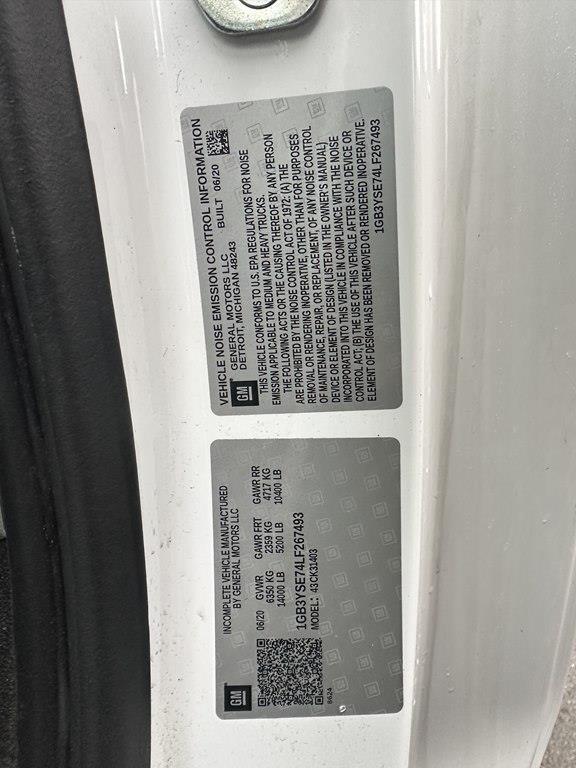 GM
VEHICLE NOISE EMISSION CONTROL INFORMATION
GENERAL MOTORS LLC BUILT 06/20
DETROIT, MICHIGAN 48243
THIS VEHICLE CONFORMS TO U.S. EPA REGULATIONS FOR NOISE
EMISSION APPLICABLE TO MEDIUM AND HEAVY TRUCKS.
THE FOLLOWING ACTS OR THE CAUSING THEREOF BY ANY PERSON
ARE PROHIBITED BY THE NOISE CONTROL ACT OF 1972: (A) THE
REMOVAL OR RENDERING INOPERATIVE, OTHER THAN FOR PURPOSES
OF MAINTENANCE, REPAIR, OR REPLACEMENT, OF ANY NOISE CONTROL
DEVICE OR ELEMENT OF DESIGN (LISTED IN THE OWNER'S MANUAL)
INCORPORATED INTO THIS VEHICLE IN COMPLIANCE WITH THE NOISE
CONTROL ACT; (B) THE USE OF THIS VEHICLE AFTER SUCH DEVICE OR
ELEMENT OF DESIGN HAS BEEN REMOVED OR RENDERED INOPERATIVE.
1GB3YSE74LF267493
GM
INCOMPLETE VEHICLE MANUFACTURED
BY GENERAL MOTORS LLC
06/20 GVWR GAWR FRT GAWR RR
6350 KG 2359 KG 4717 KG
14000 LB 5200 LB 10400 LB
1GB3YSE74LF267493
MODEL: 43CK31403
8624